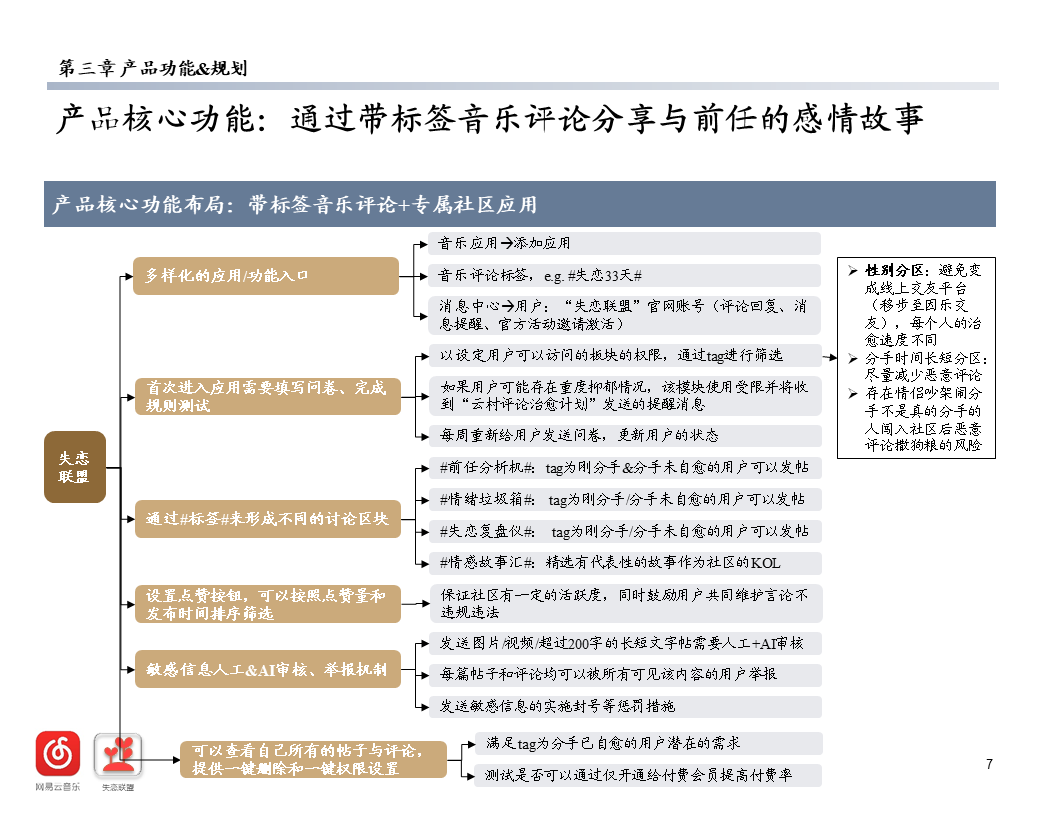 第三章 产品功能&规划
产品核心功能：通过带标签音乐评论分享与前任的感情故事
产品核心功能布局：带标签音乐评论+专属社区应用
失恋
联盟
多样化的应用/功能入口
音乐应用→添加应用
音乐评论标签，e.g. #失恋33天#
消息中心→用户：“失恋联盟”官网账号（评论回复、消
息提醒、官方活动邀请激活）
首次进入应用需要填写问卷、完成
规则测试
以设定用户可以访问的板块的权限，通过tag进行筛选
如果用户可能存在重度抑郁情况，该模块使用受限并将收
到“云村评论治愈计划”发送的提醒消息
每周重新给用户发送问卷，更新用户的状态
➢ 性别分区：避免变
成线上交友平台
（移步至因乐交
友），每个人的治
愈速度不同
➢ 分手时间长短分区：
尽量减少恶意评论
➢ 存在情侣吵架闹分
手不是真的分手的
人闯入社区后恶意
评论撒狗粮的风险
通过#标签#来形成不同的讨论区块
#前任分析机#：tag为刚分手&分手未自愈的用户可以发帖
#情绪垃圾箱#： tag为刚分手/分手未自愈的用户可以发帖
#失恋复盘仪#： tag为刚分手/分手未自愈的用户可以发帖
#情感故事汇#：精选有代表性的故事作为社区的KOL
设置点赞按钮，可以按照点赞量和
发布时间排序筛选
保证社区有一定的活跃度，同时鼓励用户共同维护言论不
违规违法
敏感信息人工&AI审核、举报机制
发送图片/视频/超过200字的长短文字帖需要人工+AI审核
每篇帖子和评论均可以被所有可见该内容的用户举报
发送敏感信息的实施封号等惩罚措施
可以查看自己所有的帖子与评论，
提供一键删除和一键权限设置
满足tag为分手已自愈的用户潜在的需求
测试是否可以通过仅开通给付费会员提高付费率
网易云音乐
失恋联盟
7